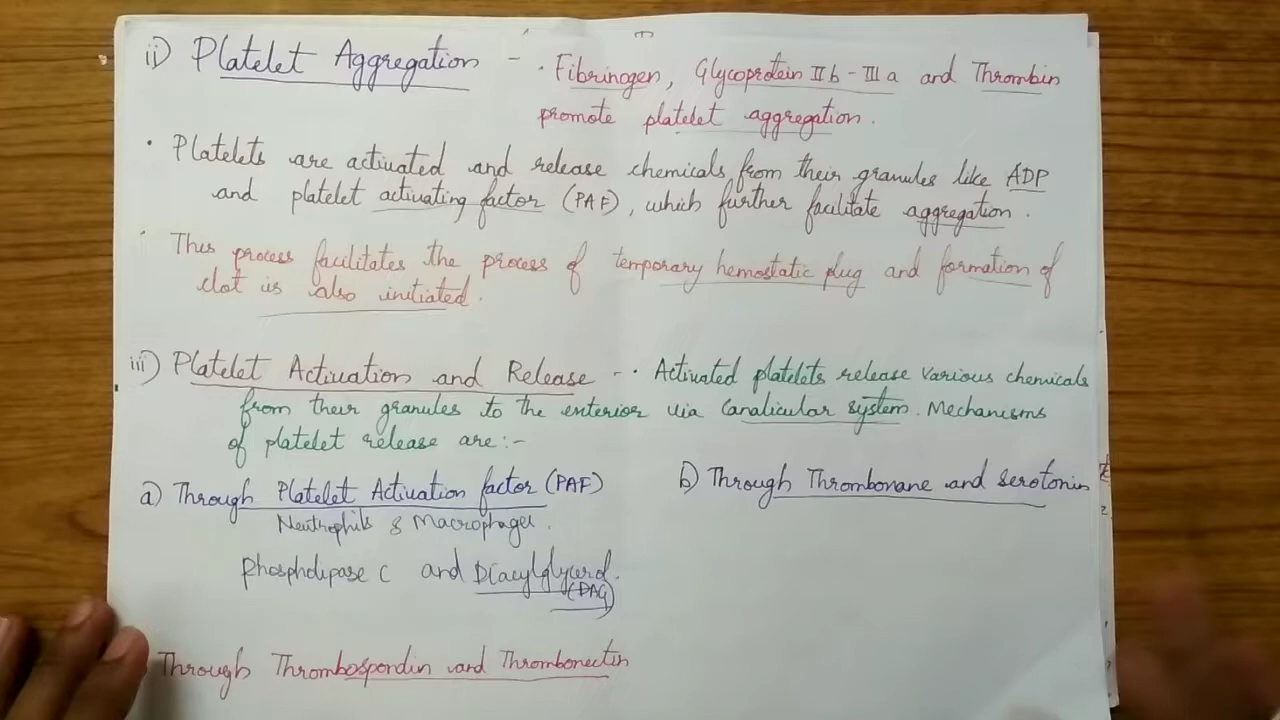 ii) Platelet Aggregation - · Fibrinogen, Glycoprotein IIb - IIIa and Thrombin
promote platelet aggregation.
· Platelets are activated and release chemicals from their granules like ADP
and platelet activating factor (PAF), which further facilitate aggregation.
· This process facilitates the process of temporary hemostatic plug and formation of
clot is also initiated.
iii) Platelet Activation and Release - · Activated platelets release various chemicals
from their granules to the exterior via Canalicular system. Mechanisms
of platelet release are:-
a) Through Platelet Activation factor (PAF)
Neutrophils & Macrophages.
Phospholipase C and Diacylglycerol.
(DAG)
b) Through Thromboxane and Serotonin
Through Thrombospondin and Thrombonectin